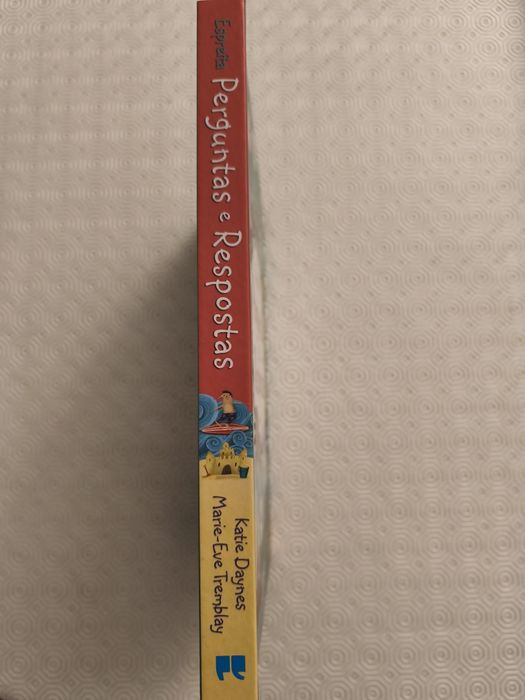 Espreita Perguntas e Respostas
Katie Daynes
Marie-Eve Tremblay